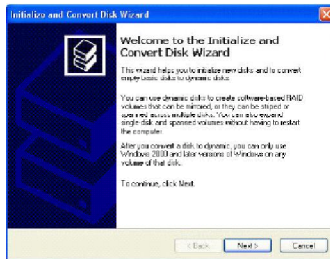 Initialize and Convert Disk Wizard
Welcome to the Initialize and
Convert Disk Wizard
This wizard helps you to initialize new disks and to convert
empty basic disks to dynamic disks.
You can use dynamic disks to create software-based RAID
volumes that can be mirrored, or they can be striped or
spanned across multiple disks. You can also expand
single disk and spanned volumes without having to restart
the computer.
After you convert a disk to dynamic, you can only use
Windows 2000 and later versions of Windows on any
volume of that disk.
To continue, click Next.
< Back
Next >
Cancel